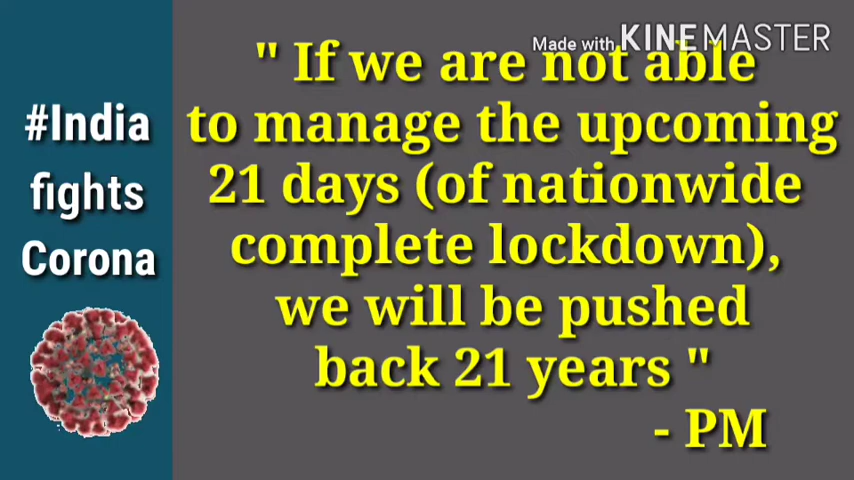 #India
fights
Corona
Made with KINEMASTER
" If we are not able
to manage the upcoming
21 days (of nationwide
complete lockdown),
we will be pushed
back 21 years "
- PM